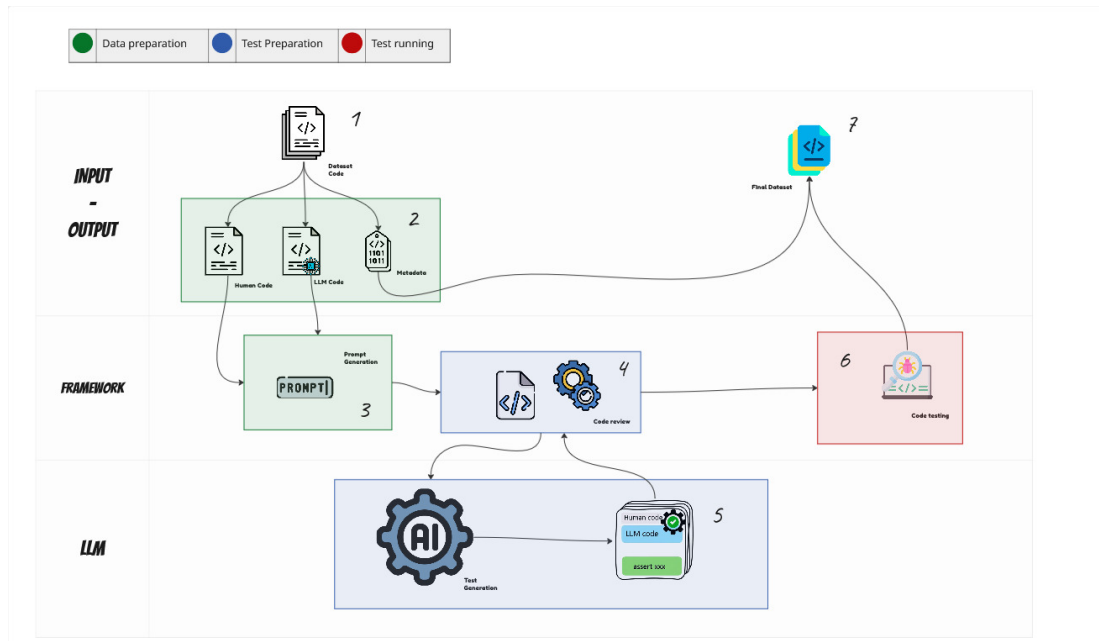 Data preparation
Test Preparation
Test running
INPUT
-
OUTPUT
1
</>
Dataset
Code
2
</>
Human Code
</>
LLM Code
</>
1101
1011
Metadata
7
</>
Final Dataset
FRAMEWORK
Prompt
Generation
PROMPT
3
4
</>
Code review
6
</>
Code testing
LLM
AI
Test
Generation
5
Human code
LLM code
assert xxx